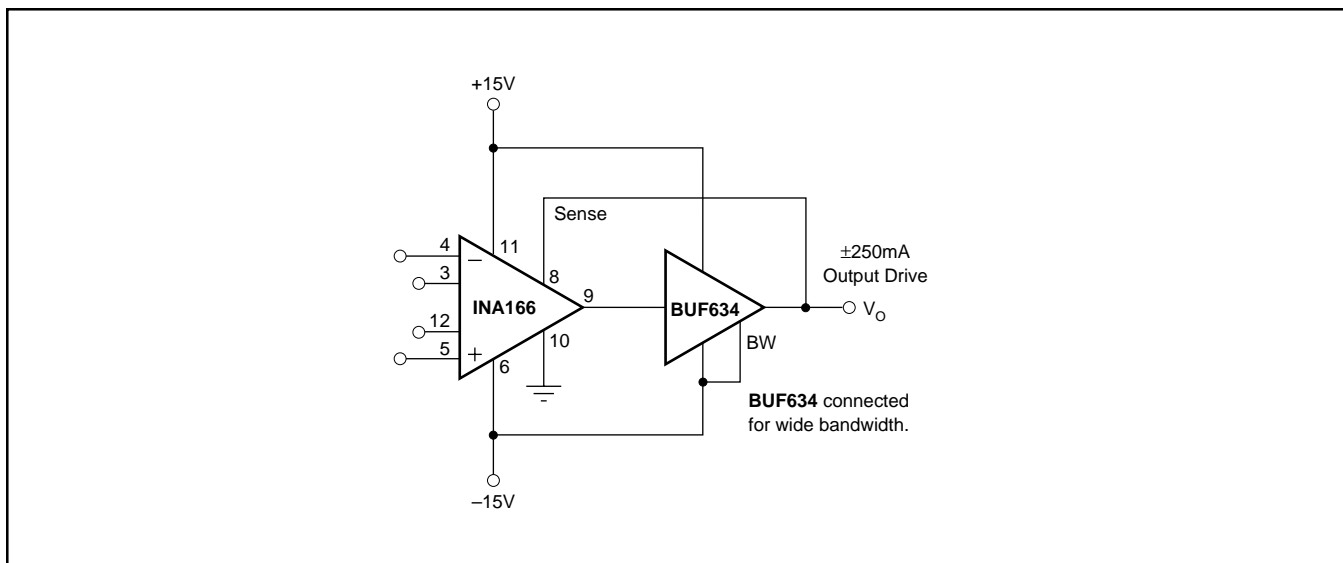 +15V
Sense
4
11
−
8
±250mA
Output Drive
3
9
INA166
BUF634
V_O
12
10
BW
5
+
6
BUF634 connected
for wide bandwidth.
–15V